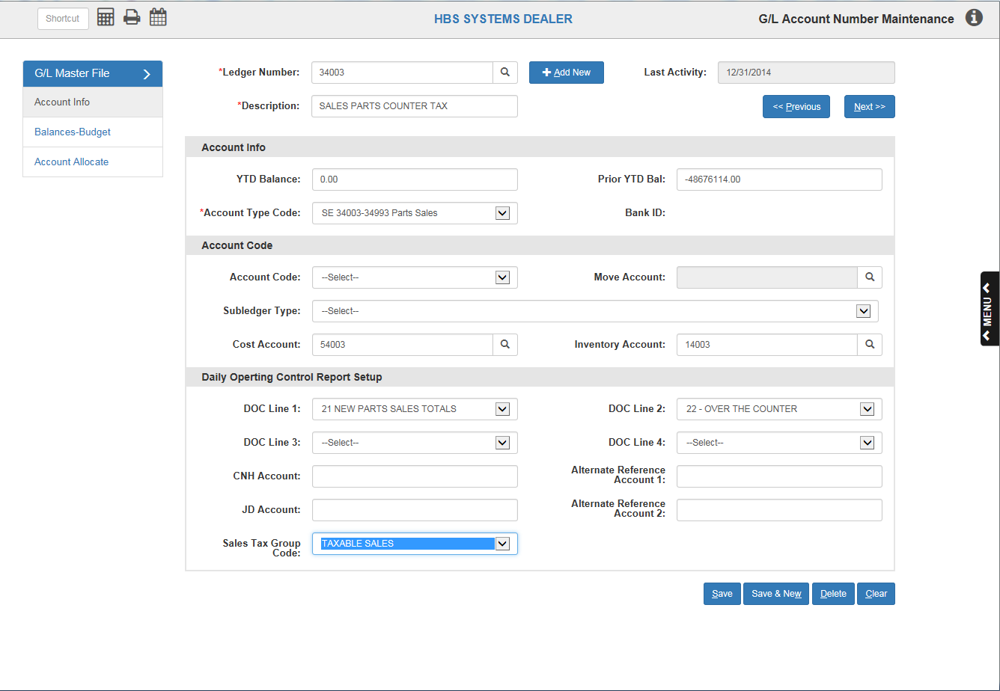 Shortcut
HBS SYSTEMS DEALER
G/L Account Number Maintenance
G/L Master File
Account Info
Balances-Budget
Account Allocate
*Ledger Number: 34003
Add New
Last Activity: 12/31/2014
*Description: SALES PARTS COUNTER TAX
<< Previous
Next >>
Account Info
YTD Balance: 0.00
Prior YTD Bal: -48676114.00
*Account Type Code: SE 34003-34993 Parts Sales
Bank ID:
Account Code
Account Code: --Select--
Move Account:
Subledger Type: --Select--
Cost Account: 54003
Inventory Account: 14003
Daily Operting Control Report Setup
DOC Line 1: 21 NEW PARTS SALES TOTALS
DOC Line 2: 22 - OVER THE COUNTER
DOC Line 3: --Select--
DOC Line 4: --Select--
CNH Account:
Alternate Reference
Account 1:
JD Account:
Alternate Reference
Account 2:
Sales Tax Group
Code: TAXABLE SALES
Save
Save & New
Delete
Clear
MENU